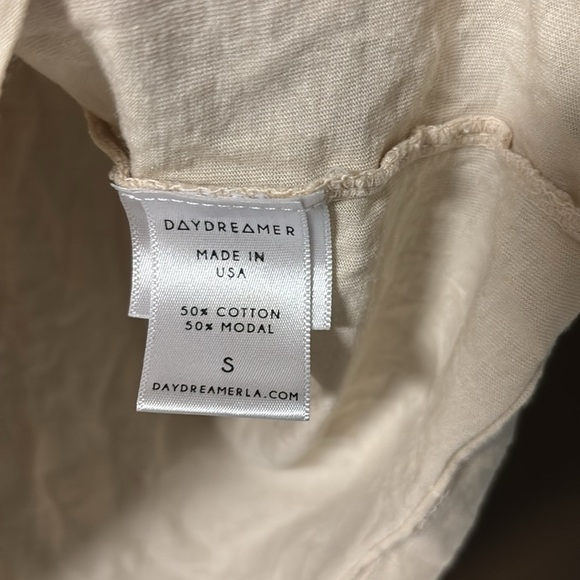 DAYDREAMER
MADE IN
USA
50% COTTON
50% MODAL
S
DAYDREAMERLA.COM